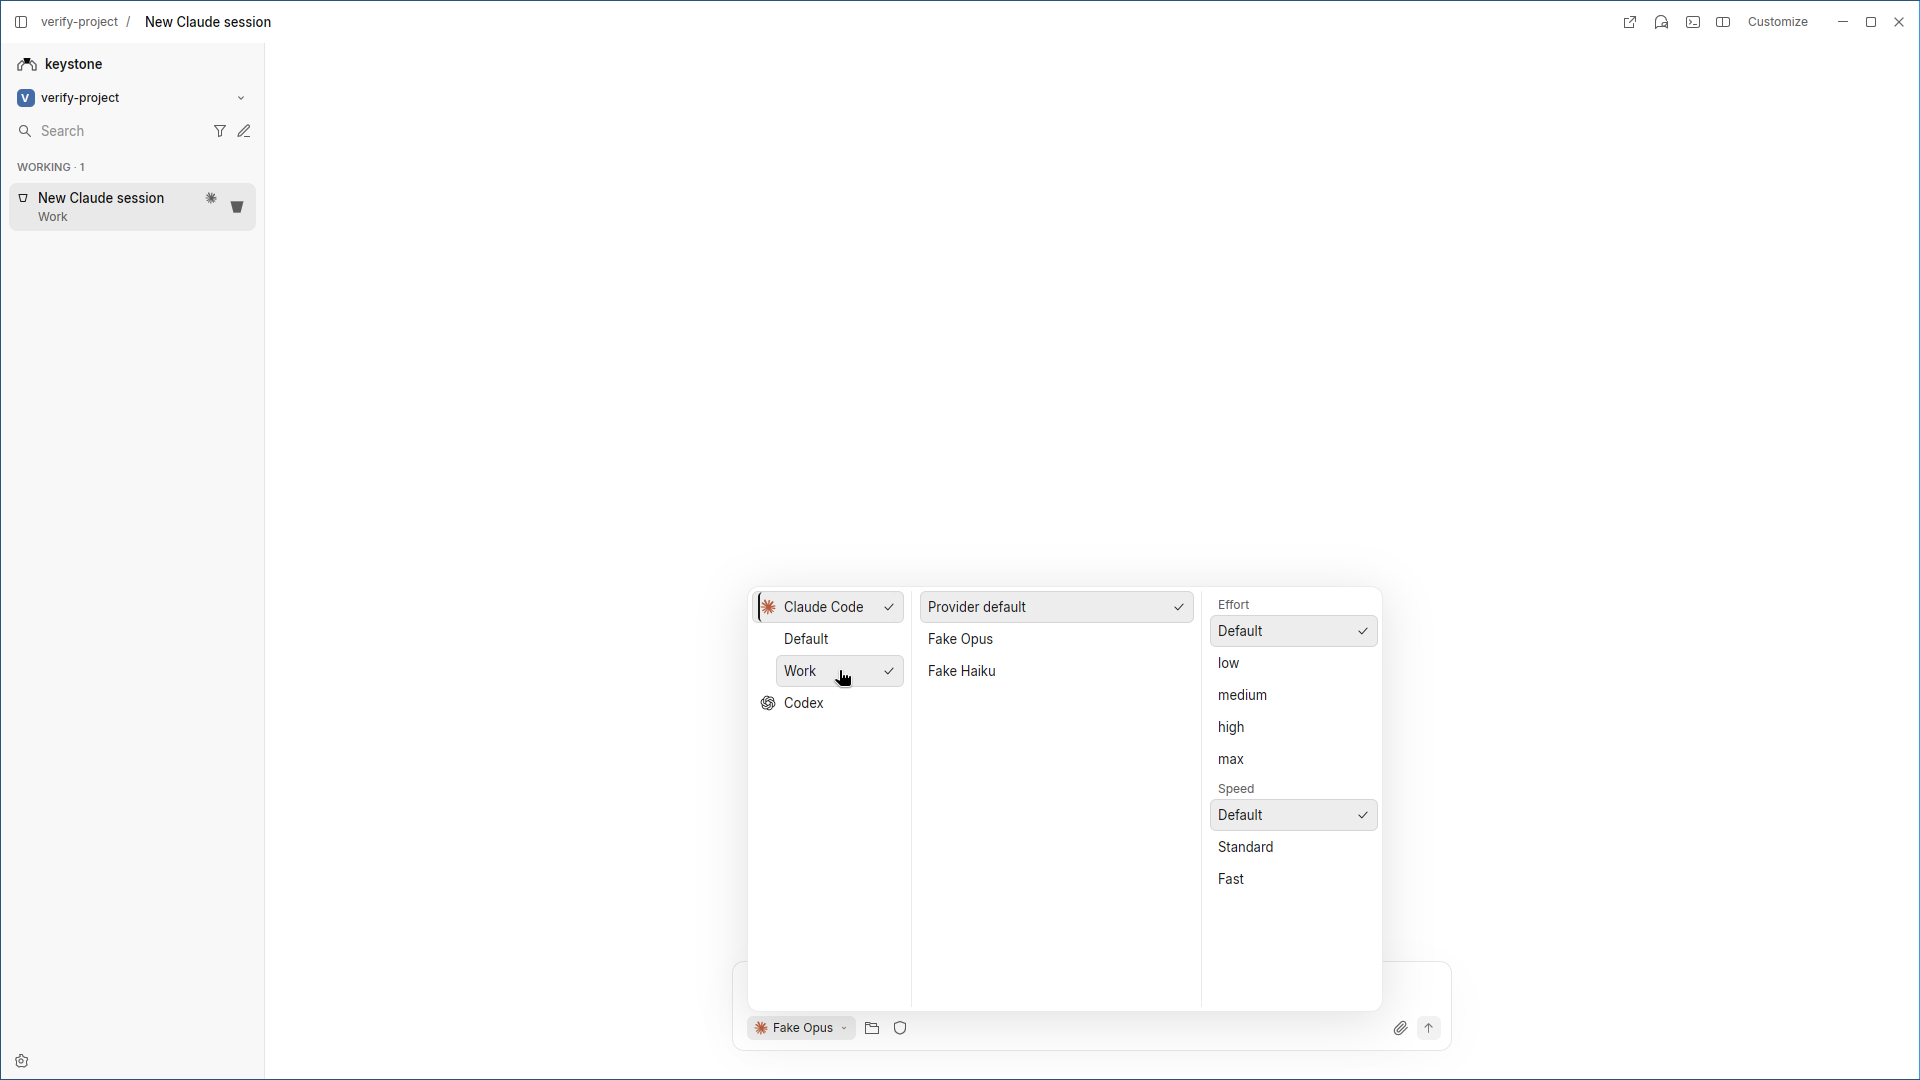 verify-project / New Claude session
Customize
keystone
V verify-project
Search
WORKING · 1
New Claude session
Work
Claude Code
Default
Work
Codex
Provider default
Fake Opus
Fake Haiku
Effort
Default
low
medium
high
max
Speed
Default
Standard
Fast
Fake Opus